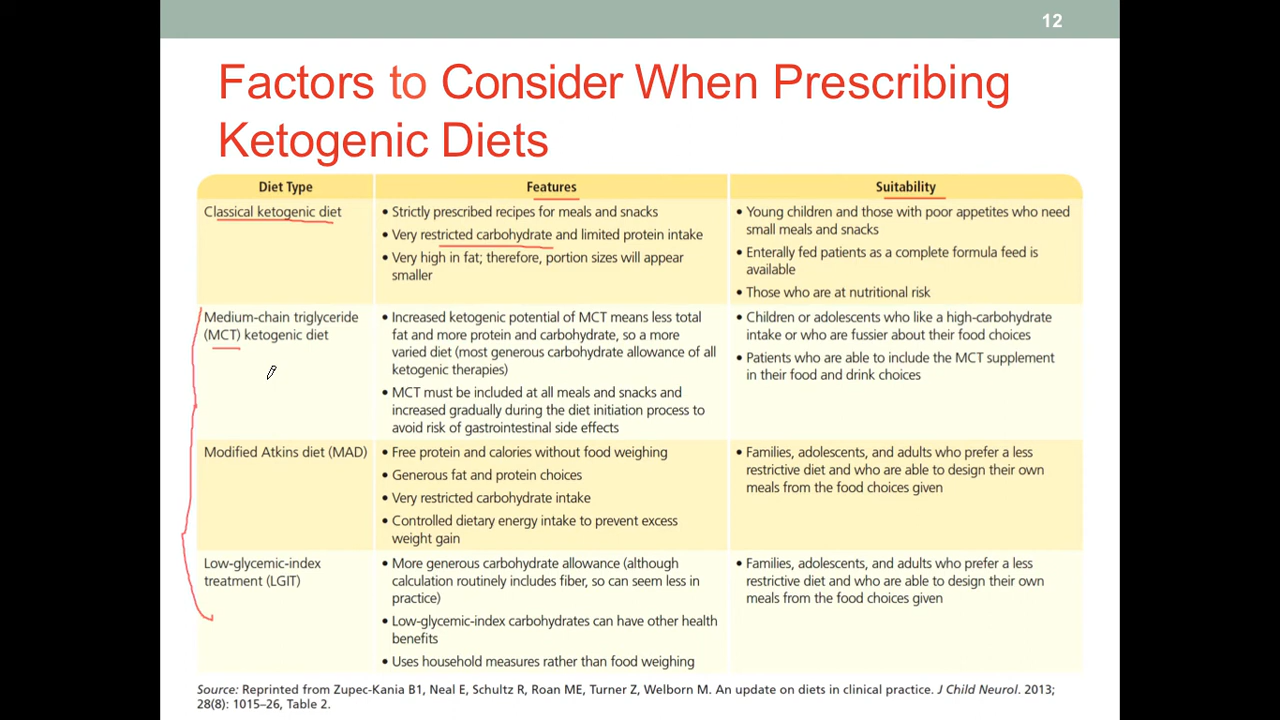 12
Factors to Consider When Prescribing
Ketogenic Diets
Diet Type
Features
Suitability
Classical ketogenic diet
• Strictly prescribed recipes for meals and snacks
• Very restricted carbohydrate and limited protein intake
• Very high in fat; therefore, portion sizes will appear
smaller
• Young children and those with poor appetites who need
small meals and snacks
• Enterally fed patients as a complete formula feed is
available
• Those who are at nutritional risk
Medium-chain triglyceride
(MCT) ketogenic diet
• Increased ketogenic potential of MCT means less total
fat and more protein and carbohydrate, so a more
varied diet (most generous carbohydrate allowance of all
ketogenic therapies)
• MCT must be included at all meals and snacks and
increased gradually during the diet initiation process to
avoid risk of gastrointestinal side effects
• Children or adolescents who like a high-carbohydrate
intake or who are fussier about their food choices
• Patients who are able to include the MCT supplement
in their food and drink choices
Modified Atkins diet (MAD)
• Free protein and calories without food weighing
• Generous fat and protein choices
• Very restricted carbohydrate intake
• Controlled dietary energy intake to prevent excess
weight gain
• Families, adolescents, and adults who prefer a less
restrictive diet and who are able to design their own
meals from the food choices given
Low-glycemic-index
treatment (LGIT)
• More generous carbohydrate allowance (although
calculation routinely includes fiber, so can seem less in
practice)
• Low-glycemic-index carbohydrates can have other health
benefits
• Uses household measures rather than food weighing
• Families, adolescents, and adults who prefer a less
restrictive diet and who are able to design their own
meals from the food choices given
Source: Reprinted from Zupec-Kania B1, Neal E, Schultz R, Roan ME, Turner Z, Welborn M. An update on diets in clinical practice. J Child Neurol. 2013;
28(8): 1015–26, Table 2.